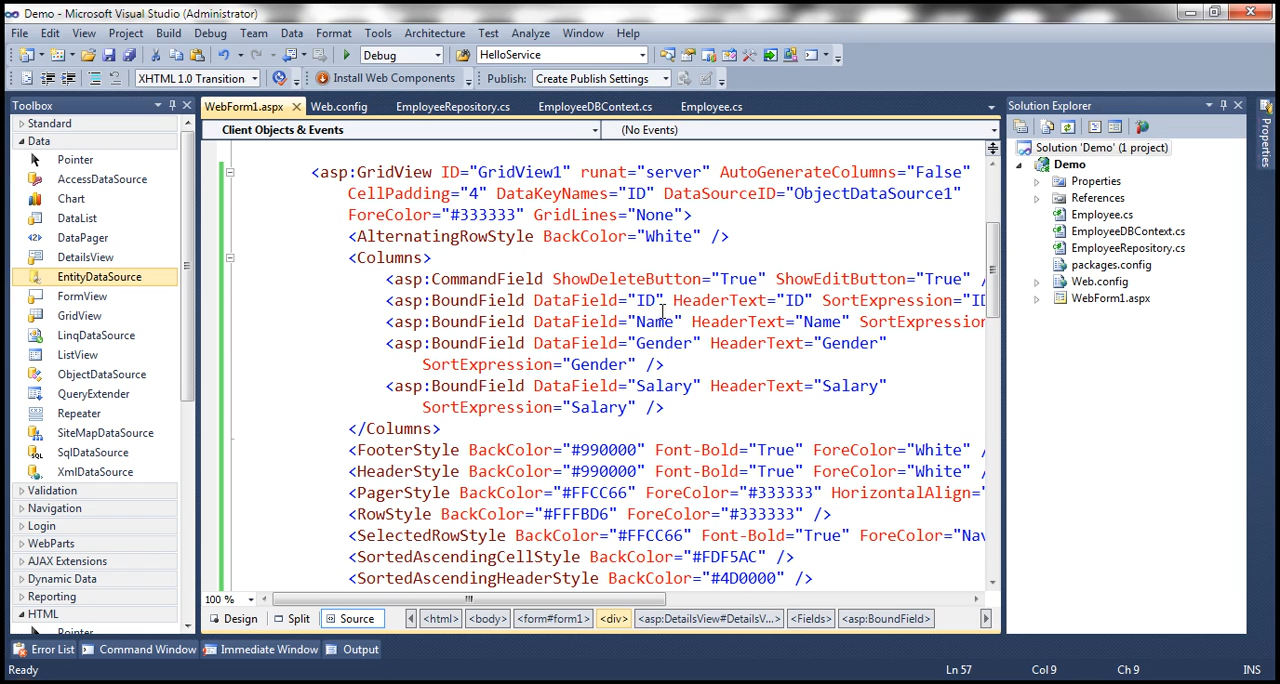 Demo - Microsoft Visual Studio (Administrator)
File Edit View Project Build Debug Team Data Format Tools Architecture Test Analyze Window Help
Debug HelloService
XHTML 1.0 Transition Install Web Components Publish: Create Publish Settings
Toolbox
Standard
Data
Pointer
AccessDataSource
Chart
DataList
DataPager
DetailsView
EntityDataSource
FormView
GridView
LinqDataSource
ListView
ObjectDataSource
QueryExtender
Repeater
SiteMapDataSource
SqlDataSource
XmlDataSource
Validation
Navigation
Login
WebParts
AJAX Extensions
Dynamic Data
Reporting
HTML
Pointer
WebForm1.aspx Web.config EmployeeRepository.cs EmployeeDBContext.cs Employee.cs
Client Objects & Events (No Events)
<asp:GridView ID="GridView1" runat="server" AutoGenerateColumns="False"
CellPadding="4" DataKeyNames="ID" DataSourceID="ObjectDataSource1"
ForeColor="#333333" GridLines="None">
<AlternatingRowStyle BackColor="White" />
<Columns>
<asp:CommandField ShowDeleteButton="True" ShowEditButton="True" /
<asp:BoundField DataField="ID" HeaderText="ID" SortExpression="ID
<asp:BoundField DataField="Name" HeaderText="Name" SortExpression
<asp:BoundField DataField="Gender" HeaderText="Gender"
SortExpression="Gender" />
<asp:BoundField DataField="Salary" HeaderText="Salary"
SortExpression="Salary" />
</Columns>
<FooterStyle BackColor="#990000" Font-Bold="True" ForeColor="White" /
<HeaderStyle BackColor="#990000" Font-Bold="True" ForeColor="White" /
<PagerStyle BackColor="#FFCC66" ForeColor="#333333" HorizontalAlign="
<RowStyle BackColor="#FFFBD6" ForeColor="#333333" />
<SelectedRowStyle BackColor="#FFCC66" Font-Bold="True" ForeColor="Nav
<SortedAscendingCellStyle BackColor="#FDF5AC" />
<SortedAscendingHeaderStyle BackColor="#4D0000" />
100 %
Design Split Source <html> <body> <form#form1> <div> <asp:DetailsView#DetailsV...> <Fields> <asp:BoundField>
Solution Explorer
Solution 'Demo' (1 project)
Demo
Properties
References
Employee.cs
EmployeeDBContext.cs
EmployeeRepository.cs
packages.config
Web.config
WebForm1.aspx
Properties
Error List Command Window Immediate Window Output
Ready Ln 57 Col 9 Ch 9 INS